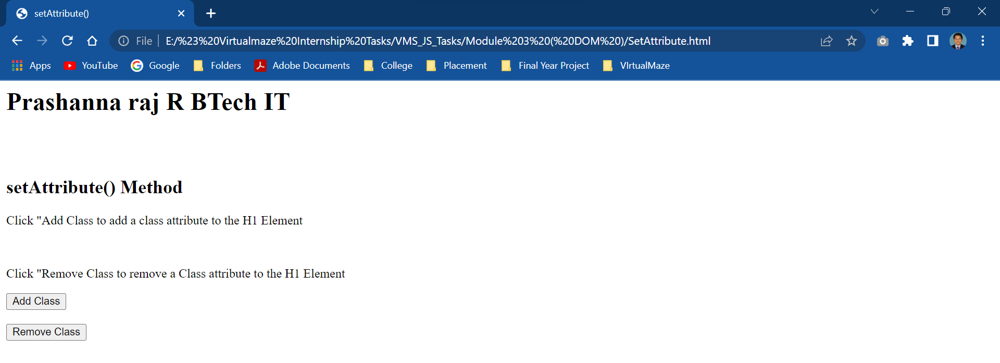 setAttribute()
File E:/%23%20Virtualmaze%20Internship%20Tasks/VMS_JS_Tasks/Module%203%20(%20DOM%20)/SetAttribute.html
Apps YouTube Google Folders Adobe Documents College Placement Final Year Project VIrtualMaze
Prashanna raj R BTech IT
setAttribute() Method
Click "Add Class to add a class attribute to the H1 Element
Click "Remove Class to remove a Class attribute to the H1 Element
Add Class
Remove Class